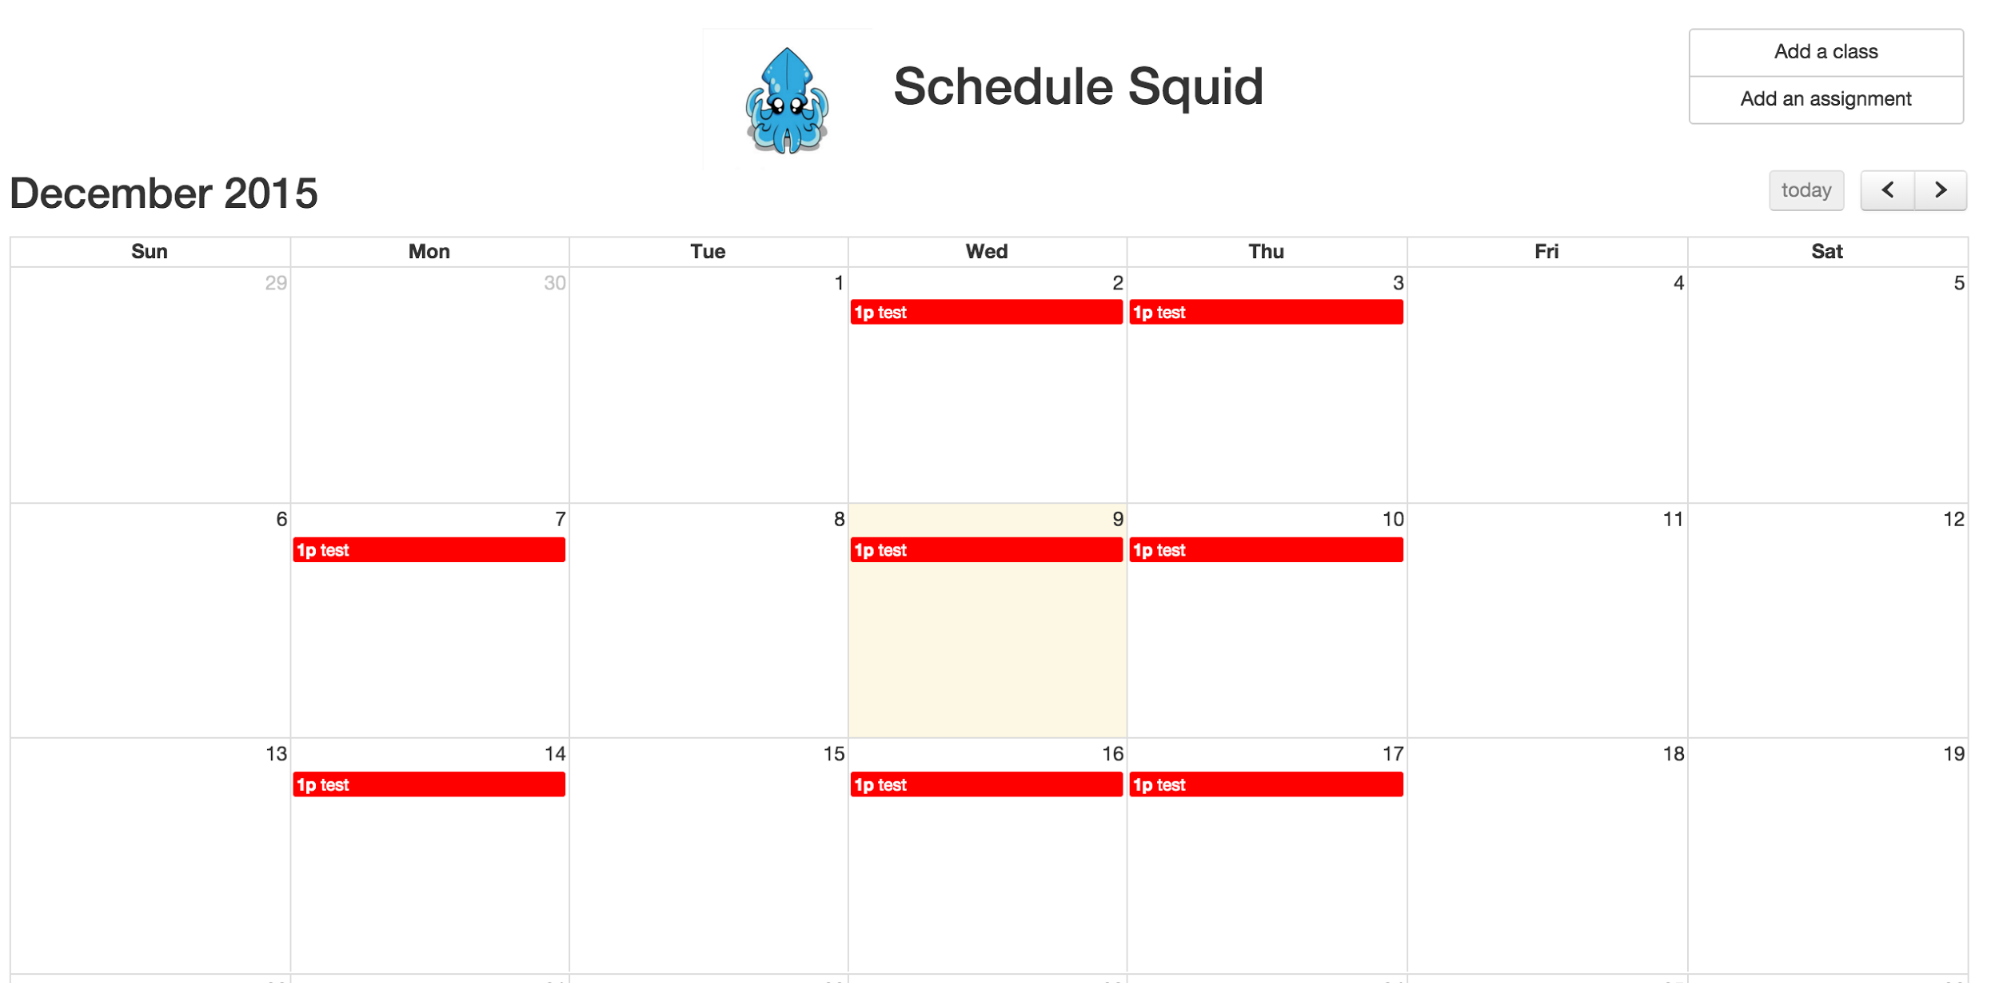 Schedule Squid
Add a class
Add an assignment
December 2015
today
Sun Mon Tue Wed Thu Fri Sat
29 30 1 2 3 4 5
1p test 1p test
6 7 8 9 10 11 12
1p test 1p test 1p test
13 14 15 16 17 18 19
1p test 1p test 1p test